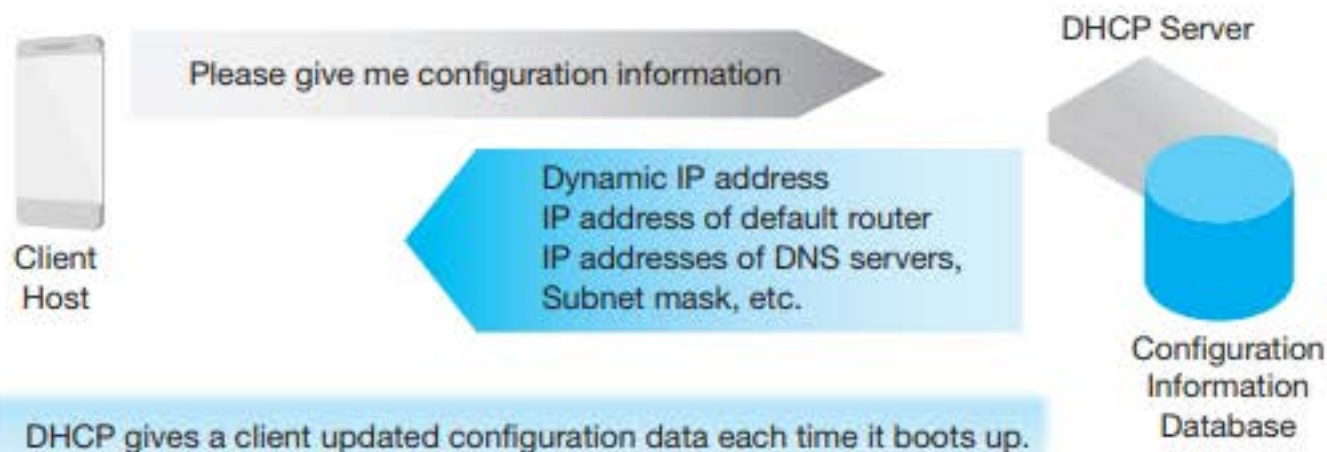 DHCP Server
Please give me configuration information
Dynamic IP address
IP address of default router
IP addresses of DNS servers,
Subnet mask, etc.
Client
Host
Configuration
Information
Database
DHCP gives a client updated configuration data each time it boots up.